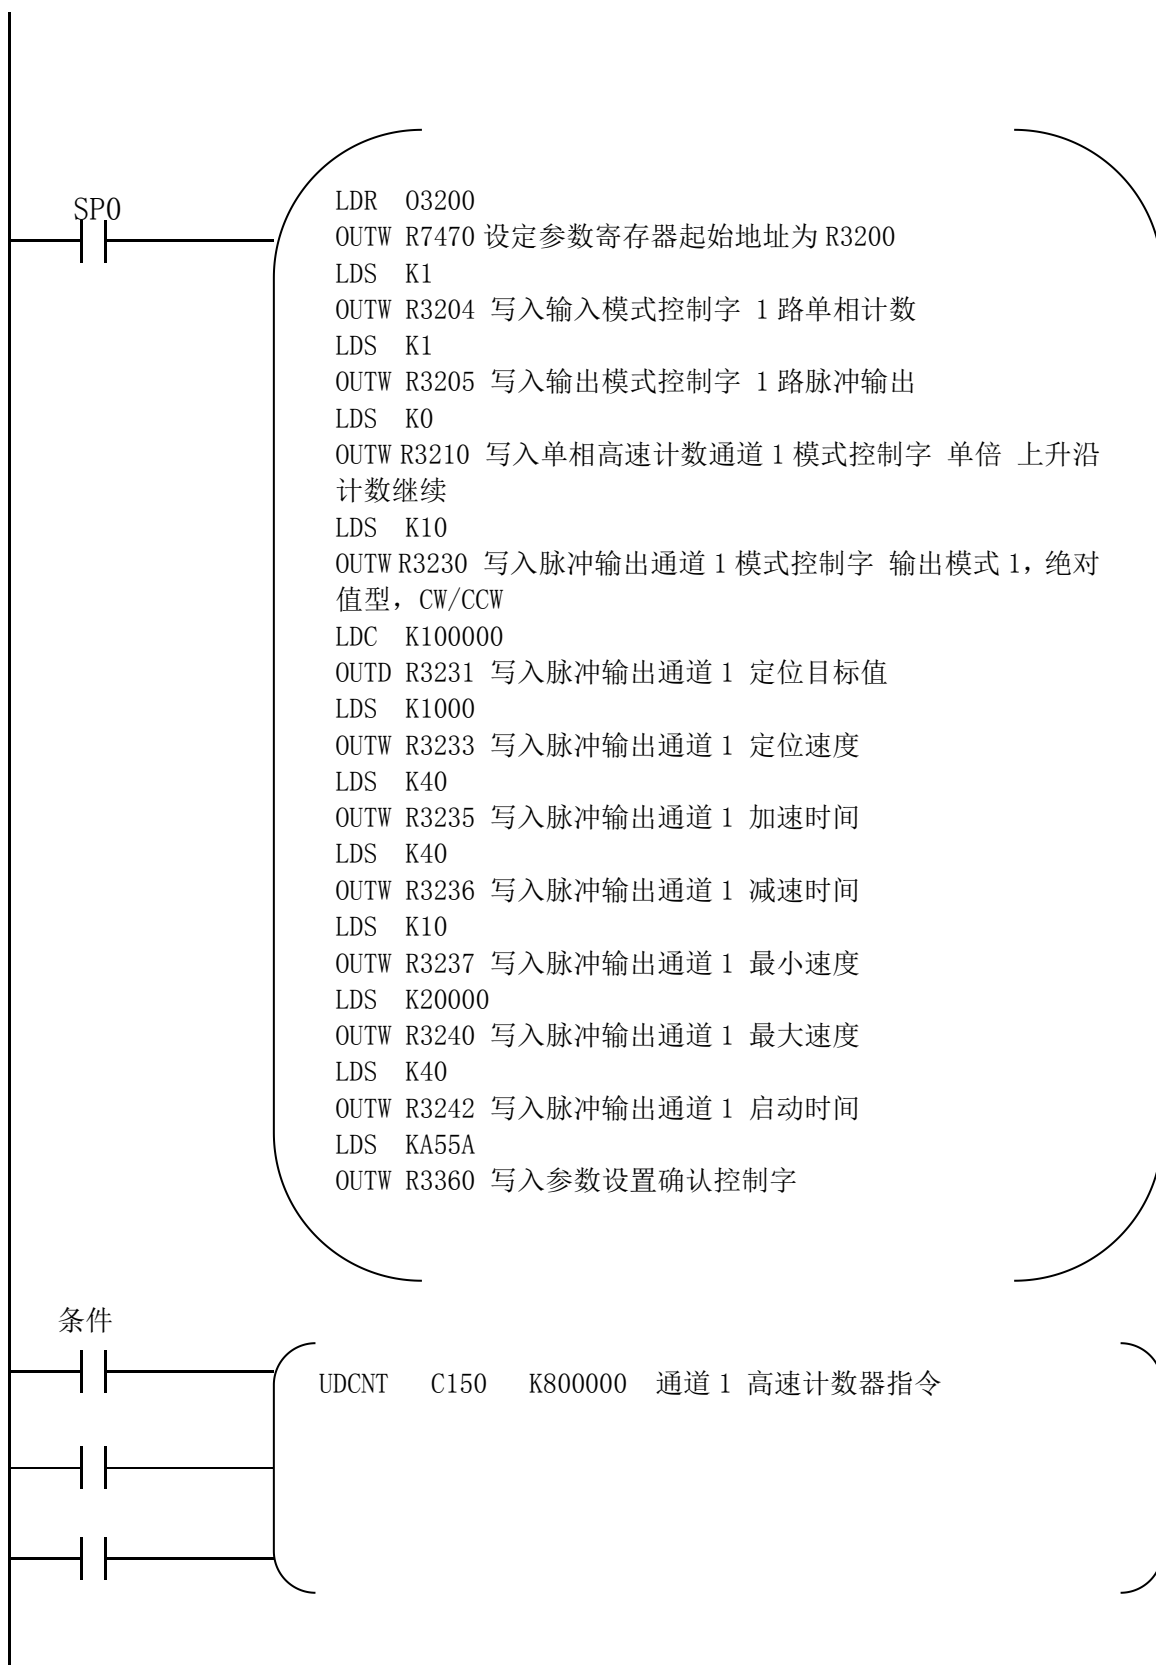 SP0
LDR O3200
OUTW R7470 设定参数寄存器起始地址为 R3200
LDS K1
OUTW R3204 写入输入模式控制字 1 路单相计数
LDS K1
OUTW R3205 写入输出模式控制字 1 路脉冲输出
LDS K0
OUTW R3210 写入单相高速计数通道 1 模式控制字 单倍 上升沿
计数继续
LDS K10
OUTW R3230 写入脉冲输出通道 1 模式控制字 输出模式 1，绝对
值型，CW/CCW
LDC K100000
OUTD R3231 写入脉冲输出通道 1 定位目标值
LDS K1000
OUTW R3233 写入脉冲输出通道 1 定位速度
LDS K40
OUTW R3235 写入脉冲输出通道 1 加速时间
LDS K40
OUTW R3236 写入脉冲输出通道 1 减速时间
LDS K10
OUTW R3237 写入脉冲输出通道 1 最小速度
LDS K20000
OUTW R3240 写入脉冲输出通道 1 最大速度
LDS K40
OUTW R3242 写入脉冲输出通道 1 启动时间
LDS KA55A
OUTW R3360 写入参数设置确认控制字
条件
UDCNT C150 K800000 通道 1 高速计数器指令